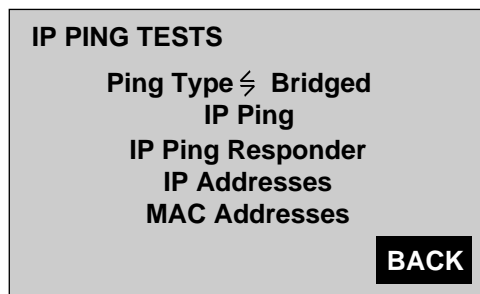 IP PING TESTS
Ping Type Bridged
IP Ping
IP Ping Responder
IP Addresses
MAC Addresses
BACK